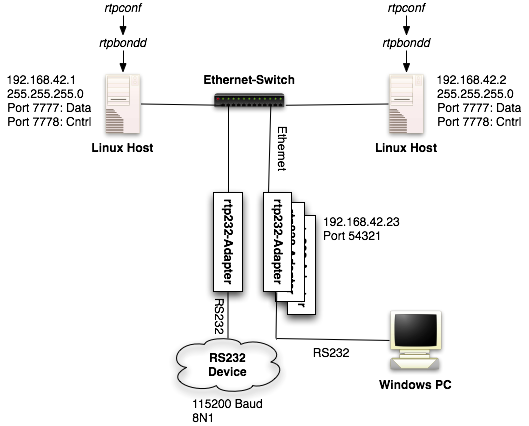 rtpconf
rtpbondd
192.168.42.1
255.255.255.0
Port 7777: Data
Port 7778: Cntrl
Linux Host
Ethernet-Switch
rtpconf
rtpbondd
192.168.42.2
255.255.255.0
Port 7777: Data
Port 7778: Cntrl
Linux Host
Ethernet
rtp232-Adapter
rtp232-Adapter
192.168.42.23
Port 54321
RS232
RS232
Device
115200 Baud
8N1
RS232
Windows PC